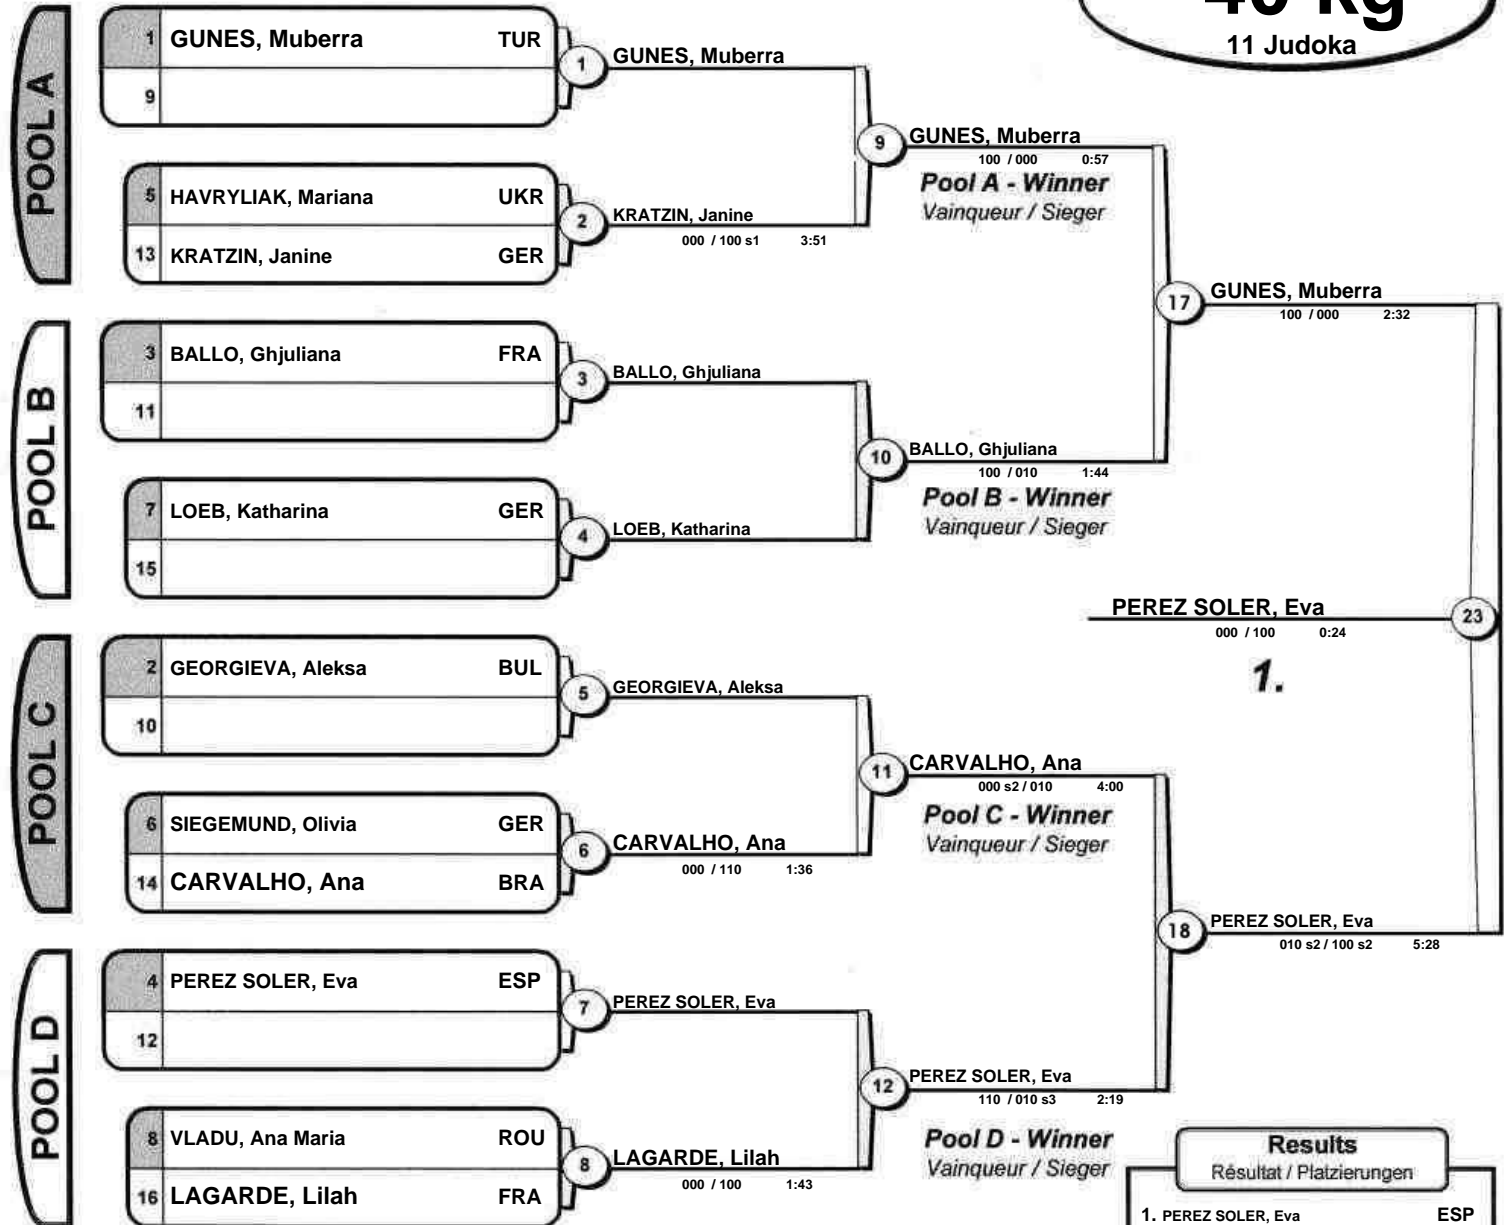 11 Judoka
POOL A
1 GUNES, Muberra TUR
9
1 GUNES, Muberra
5 HAVRYLIAK, Mariana UKR
13 KRATZIN, Janine GER
2 KRATZIN, Janine
000 / 100 s1 3:51
9 GUNES, Muberra
100 / 000 0:57
Pool A - Winner
Vainqueur / Sieger
POOL B
3 BALLO, Ghjuliana FRA
11
3 BALLO, Ghjuliana
7 LOEB, Katharina GER
15
4 LOEB, Katharina
10 BALLO, Ghjuliana
100 / 010 1:44
Pool B - Winner
Vainqueur / Sieger
17 GUNES, Muberra
100 / 000 2:32
PEREZ SOLER, Eva 23
000 / 100 0:24
1.
POOL C
2 GEORGIEVA, Aleksa BUL
10
5 GEORGIEVA, Aleksa
6 SIEGEMUND, Olivia GER
14 CARVALHO, Ana BRA
6 CARVALHO, Ana
000 / 110 1:36
11 CARVALHO, Ana
000 s2 / 010 4:00
Pool C - Winner
Vainqueur / Sieger
POOL D
4 PEREZ SOLER, Eva ESP
12
7 PEREZ SOLER, Eva
8 VLADU, Ana Maria ROU
16 LAGARDE, Lilah FRA
8 LAGARDE, Lilah
000 / 100 1:43
12 PEREZ SOLER, Eva
110 / 010 s3 2:19
Pool D - Winner
Vainqueur / Sieger
18 PEREZ SOLER, Eva
010 s2 / 100 s2 5:28
Results
Résultat / Platzierungen
1. PEREZ SOLER, Eva ESP